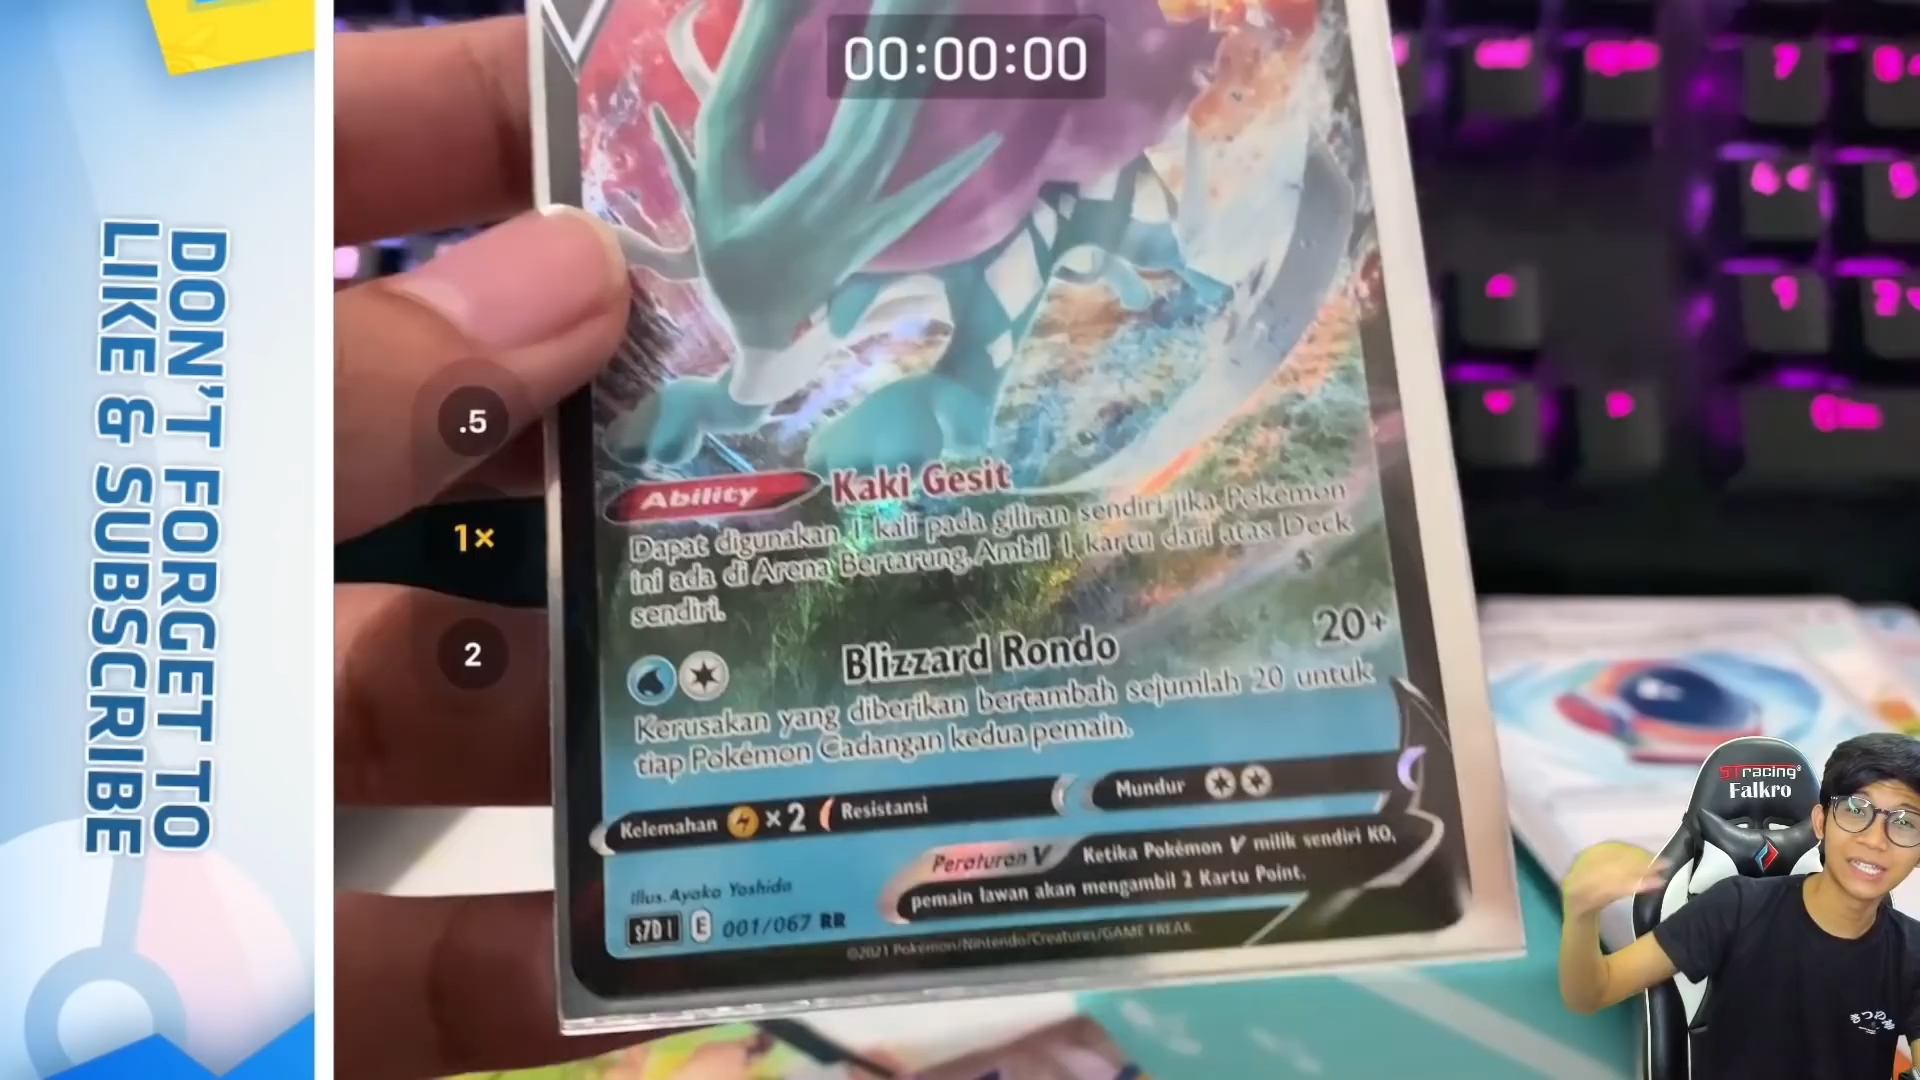 DON'T FORGET TO
LIKE & SUBSCRIBE
00:00:00
.5
1×
2
Ability Kaki Gesit
Dapat digunakan 1 kali pada giliran sendiri jika Pokémon
ini ada di Arena Bertarung. Ambil 1 kartu dari atas Deck
sendiri.
Blizzard Rondo 20+
Kerusakan yang diberikan bertambah sejumlah 20 untuk
tiap Pokémon Cadangan kedua pemain.
Kelemahan ×2 Resistansi Mundur
Peraturan V Ketika Pokémon V milik sendiri KO,
pemain lawan akan mengambil 2 Kartu Point.
Illus. Ayaka Yoshida
s7D I E 001/067 RR
©2021 Pokémon/Nintendo/Creatures/GAME FREAK
STracing
Falkro